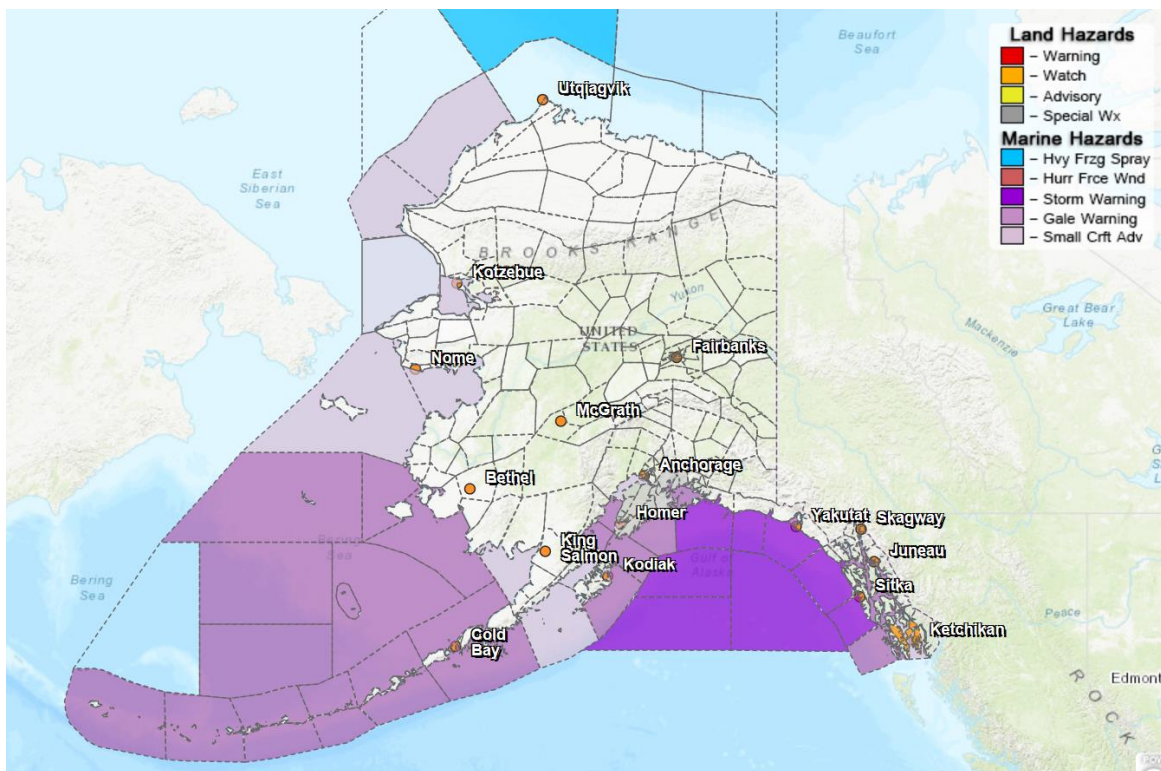 Beaufort
Sea
Land Hazards
– Warning
– Watch
– Advisory
– Special Wx
Marine Hazards
– Hvy Frzg Spray
– Hurr Frce Wnd
– Storm Warning
– Gale Warning
– Small Crft Adv
Utqiagvik
East
Siberian
Sea
BROOKS RANGE
Kotzebue
Yukon
Great Bear
Lake
Mackenzie
UNITED
STATES
Fairbanks
Nome
McGrath
Anchorage
Bethel
Homer
Yakutat
Skagway
King
Salmon
Kodiak
Juneau
Bering
Sea
Bering
Sea
Gulf of
Alaska
Sitka
Peace
Cold
Bay
Ketchikan
Edmont
ROCK